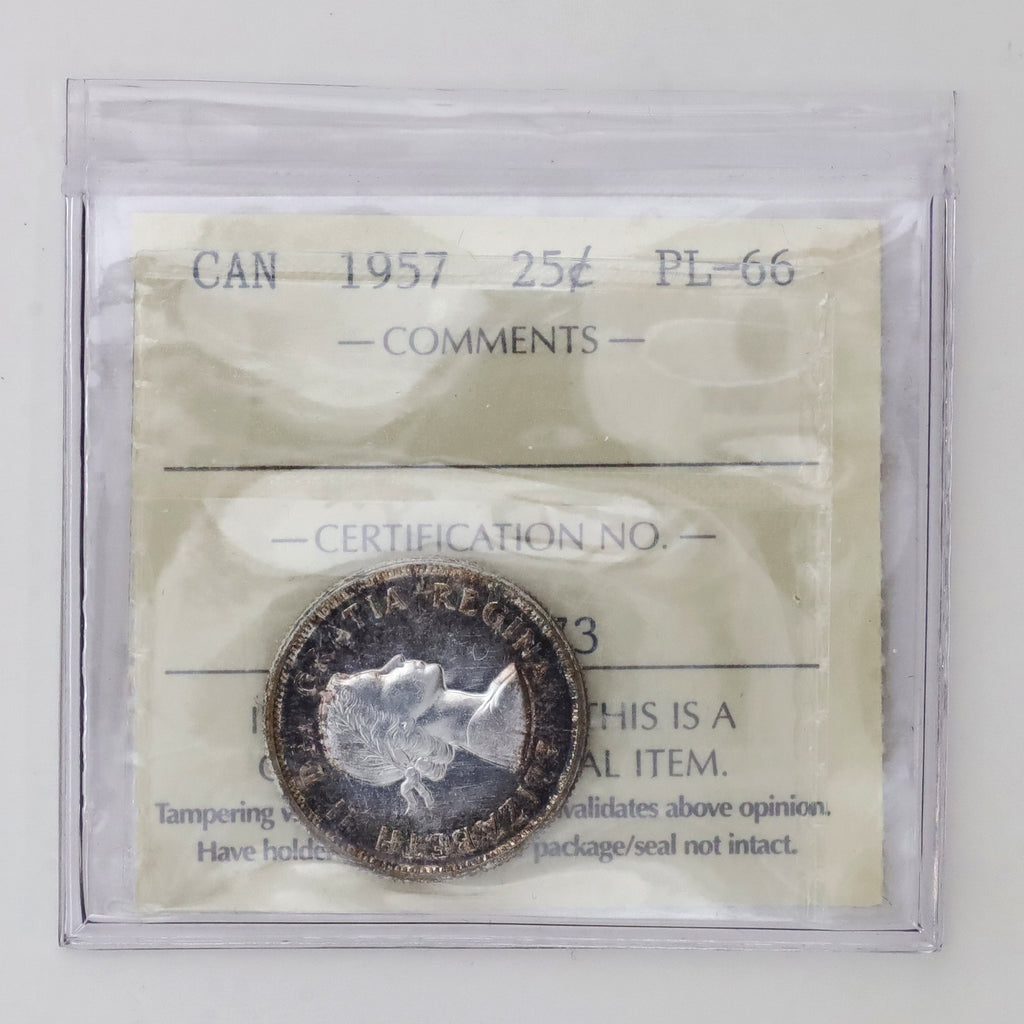 CAN 1957 25¢ PL-66
— COMMENTS —
— CERTIFICATION NO. —
73
THIS IS A
AL ITEM.
Tampering validates above opinion.
Have holder package/seal not intact.
GRATIA REGINA
ELIZABETH II DEI